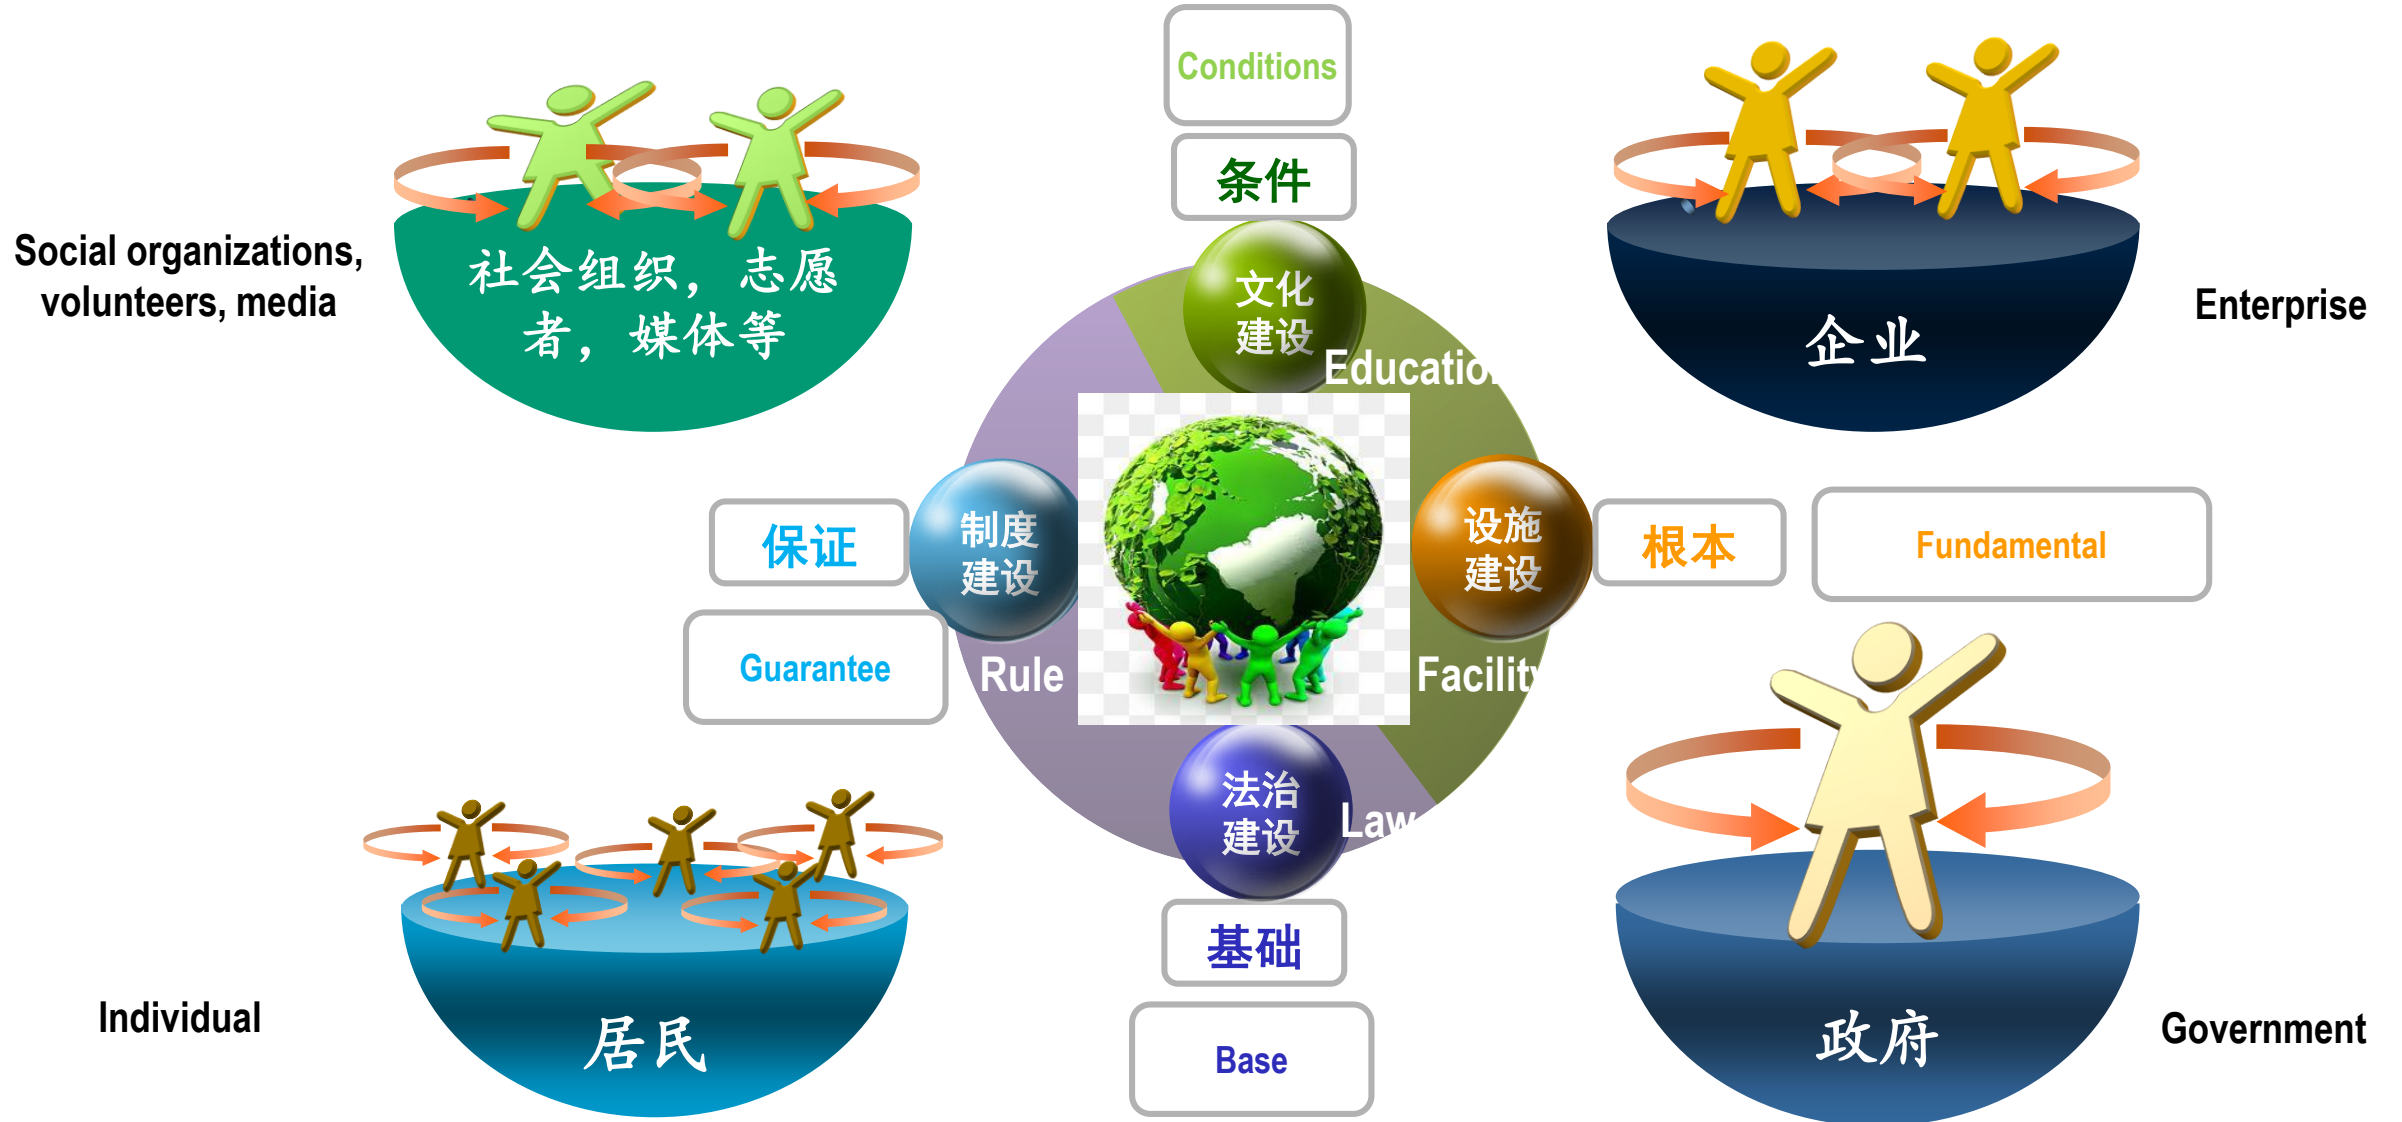 Conditions
条件
Social organizations,
volunteers, media
社会组织，志愿
者，媒体等
文化
建设
Education
企业
Enterprise
保证
制度
建设
设施
建设
根本
Fundamental
Guarantee
Rule
Facility
法治
建设
Law
基础
Base
Individual
居民
政府
Government